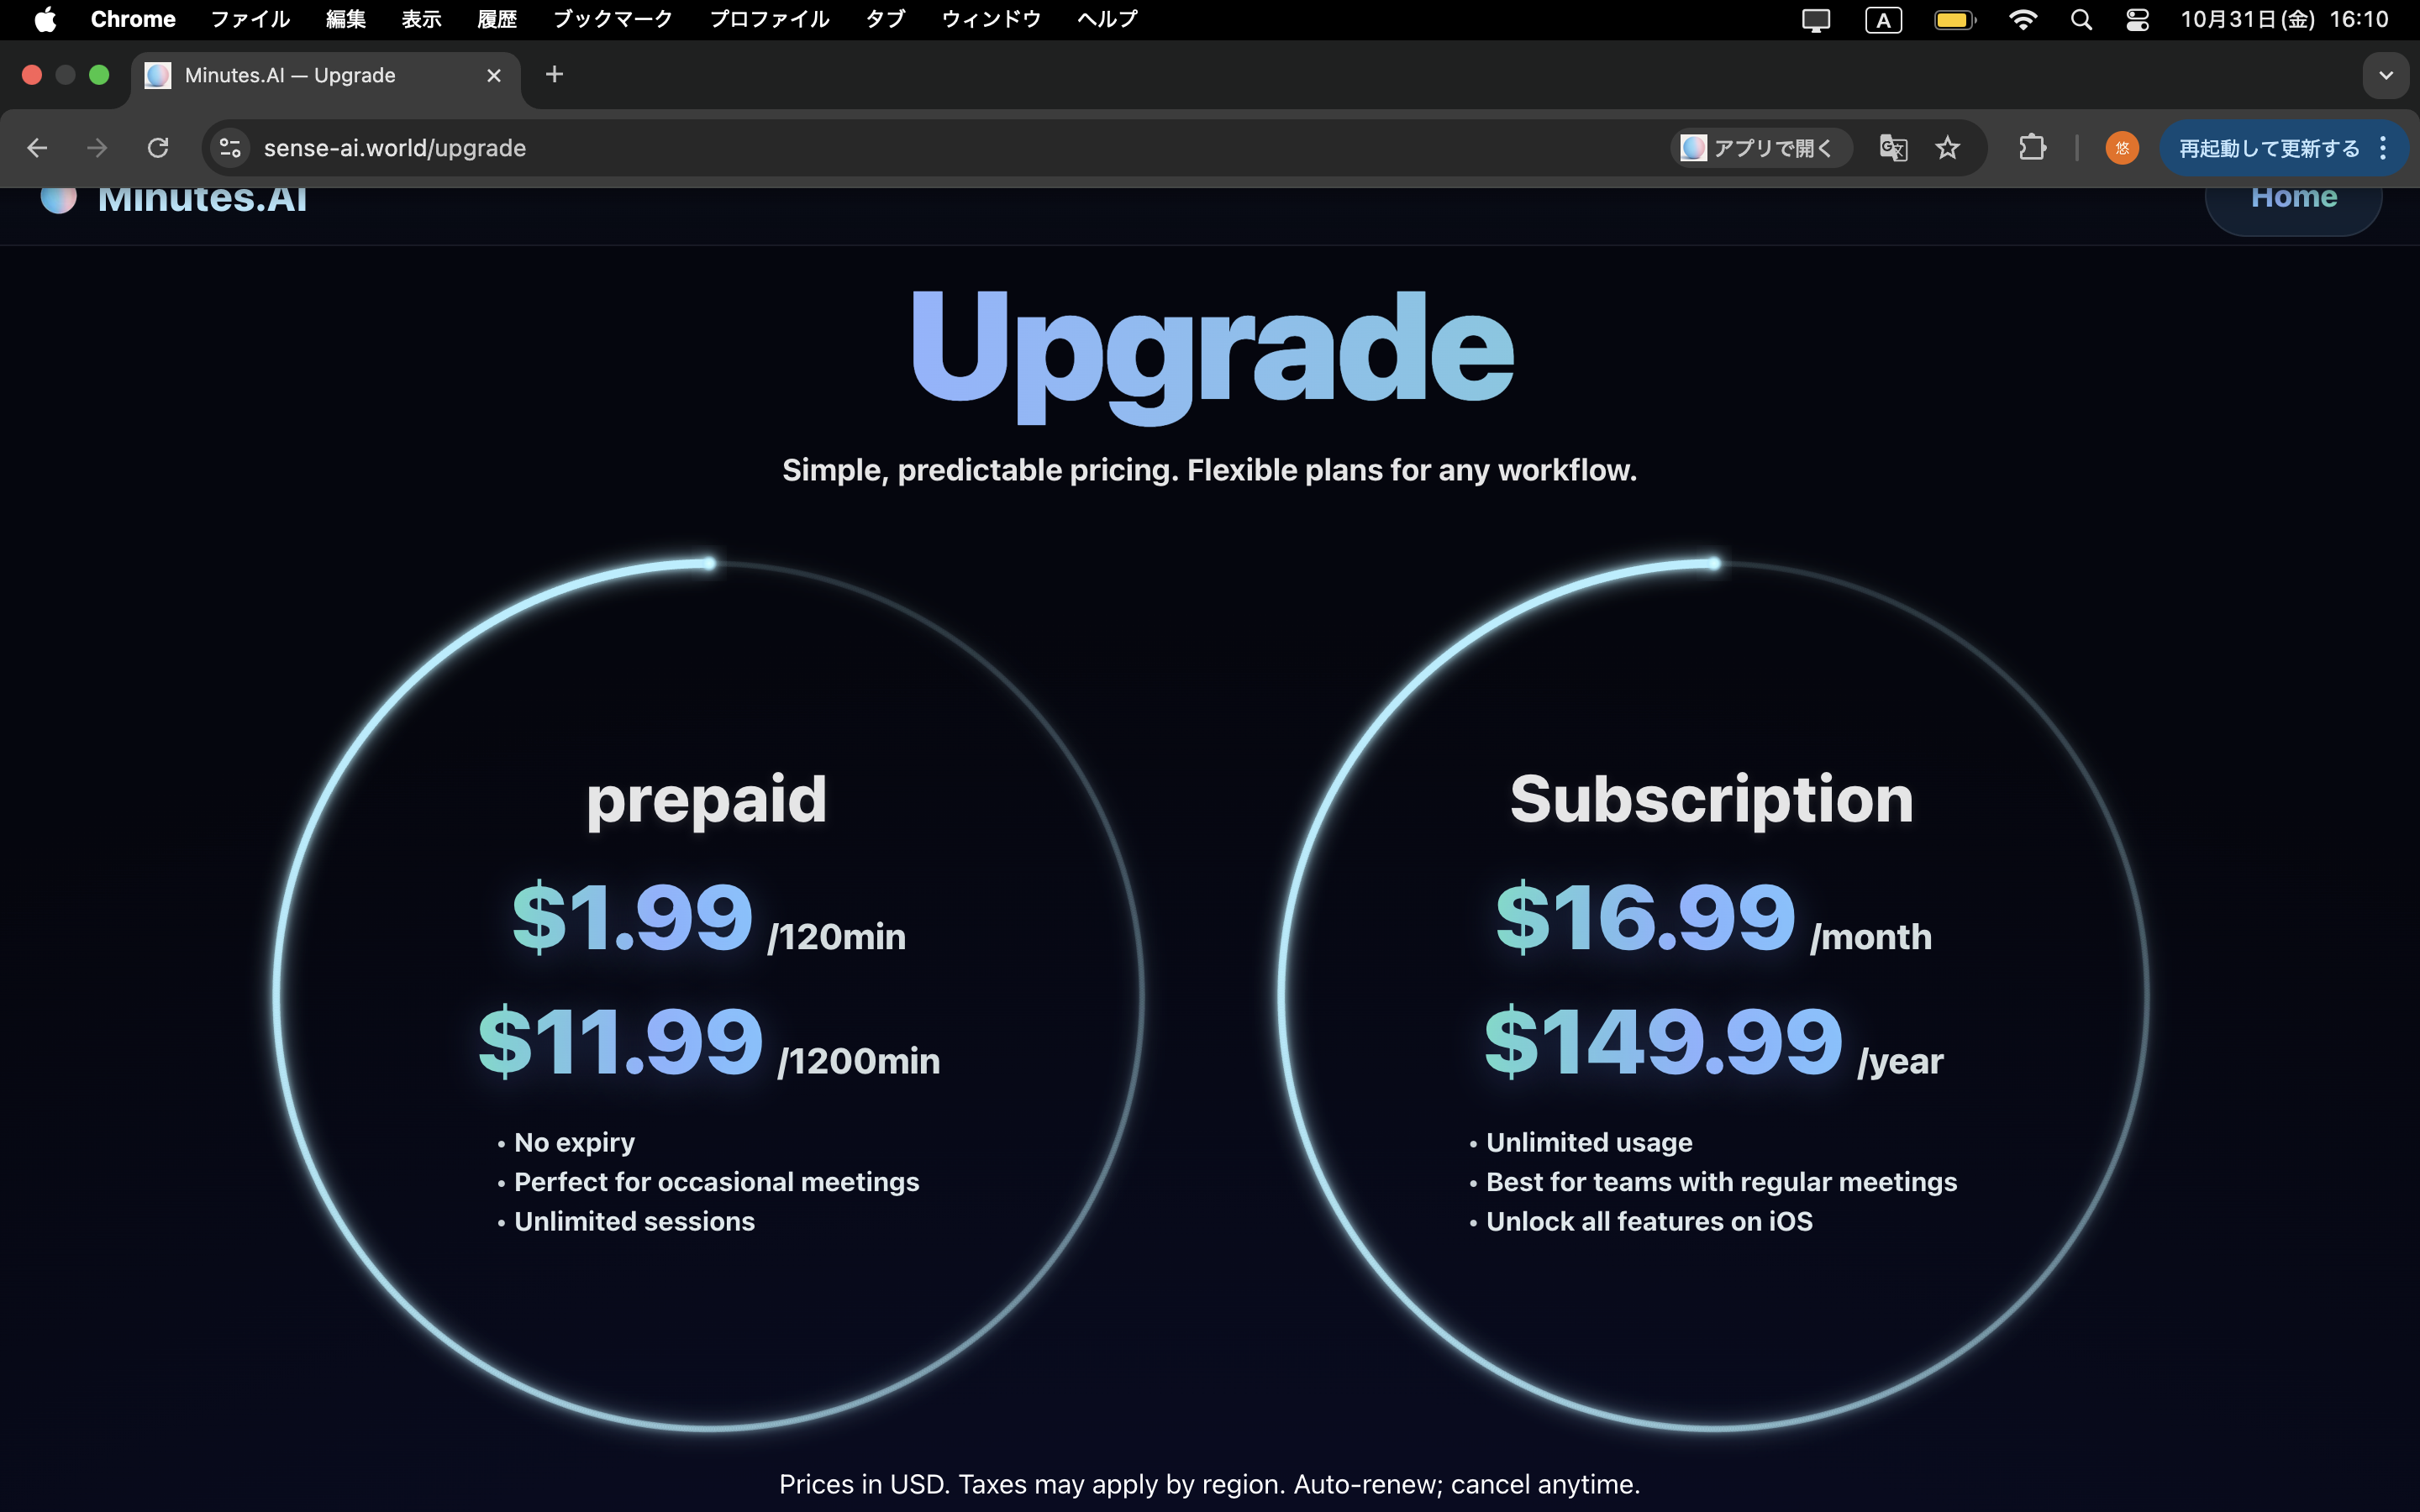 Chrome ファイル 編集 表示 履歴 ブックマーク プロファイル タブ ウィンドウ ヘルプ A 10月31日(金) 16:10
Minutes.AI — Upgrade
sense-ai.world/upgrade アプリで開く 悠 再起動して更新する
Minutes.AI Home
Upgrade
Simple, predictable pricing. Flexible plans for any workflow.
prepaid
$1.99 /120min
$11.99 /1200min
• No expiry
• Perfect for occasional meetings
• Unlimited sessions
Subscription
$16.99 /month
$149.99 /year
• Unlimited usage
• Best for teams with regular meetings
• Unlock all features on iOS
Prices in USD. Taxes may apply by region. Auto-renew; cancel anytime.